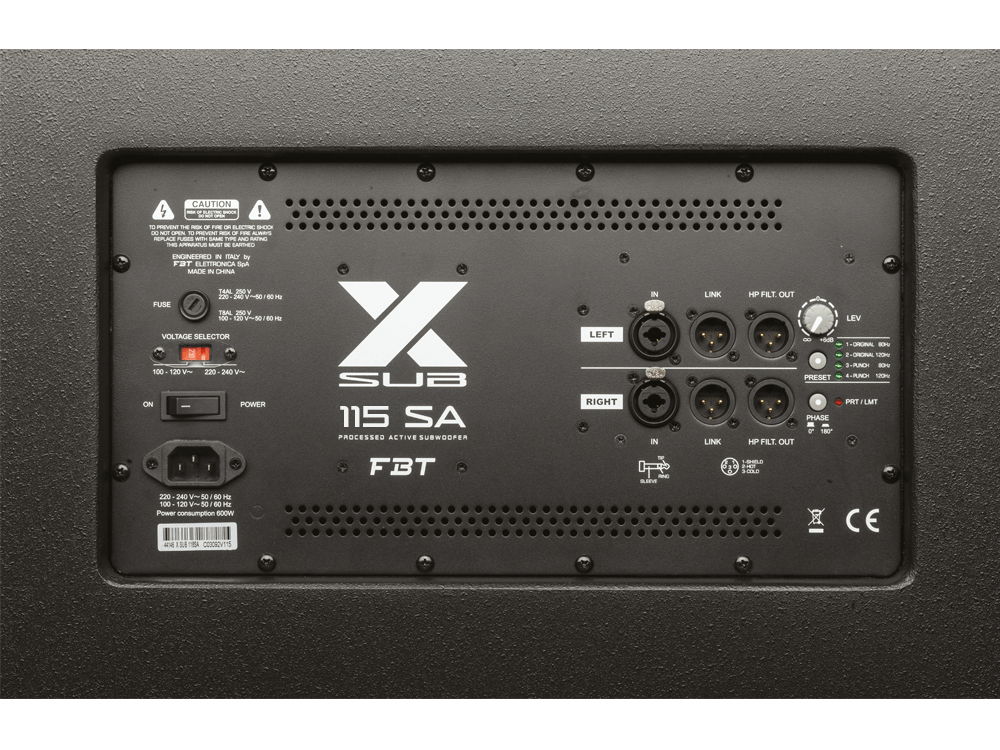 CAUTION
RISK OF ELECTRIC SHOCK
DO NOT OPEN
TO PREVENT THE RISK OF FIRE OR ELECTRIC SHOCK
DO NOT OPEN. TO PREVENT RISK OF FIRE ALWAYS
REPLACE FUSES WITH SAME TYPE AND RATING
THIS APPARATUS MUST BE EARTHED
ENGINEERED IN ITALY by
FBT ELETTRONICA SpA
MADE IN CHINA
FUSE
T4AL 250 V
220 - 240 V~50 / 60 Hz
T8AL 250 V
100 - 120 V~50 / 60 Hz
VOLTAGE SELECTOR
100 - 120 V~ 220 - 240 V~
ON POWER
220 - 240 V~ 50 / 60 Hz
100 - 120 V~ 50 / 60 Hz
Power consumption 600W
44146 X SUB 115SA C03092V115
X
SUB
115 SA
PROCESSED ACTIVE SUBWOOFER
FBT
IN LINK HP FILT. OUT
LEFT
RIGHT
IN LINK HP FILT. OUT
LEV
∞ +6dB
0
1 - ORIGINAL 80Hz
2 - ORIGINAL 120Hz
3 - PUNCH 80Hz
4 - PUNCH 120Hz
PRESET
PRT / LMT
PHASE
0° 180°
TIP
RING
SLEEVE
1-SHIELD
2-HOT
3-COLD
CE